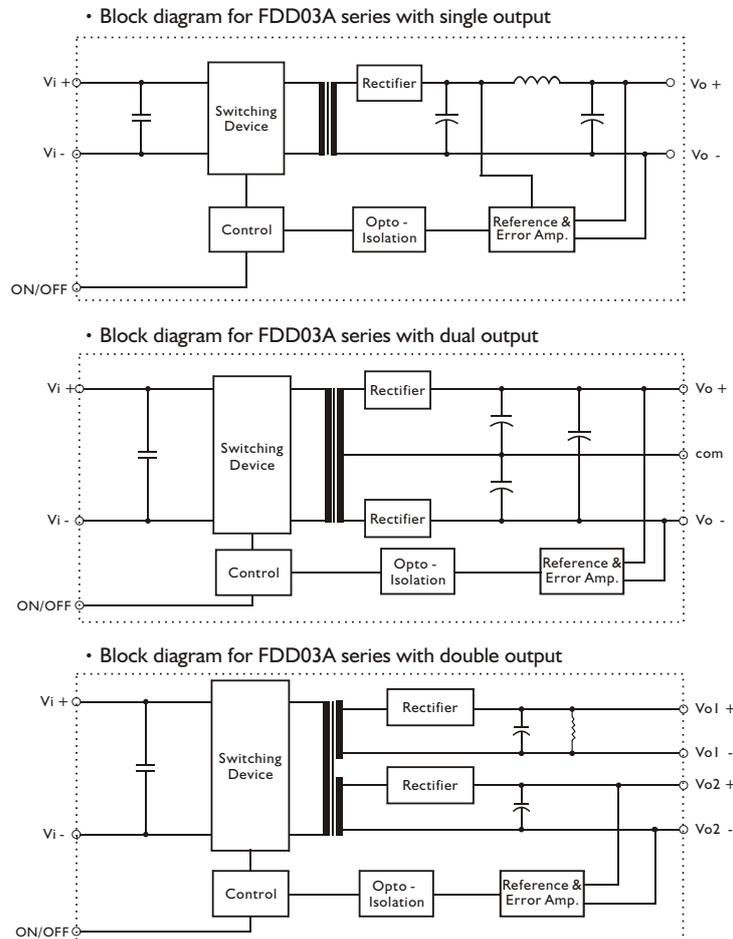 • Block diagram for FDD03A series with single output
Vi +
Switching
Device
Rectifier
Vo +
Vi -
Vo -
Control
Opto -
Isolation
Reference &
Error Amp.
ON/OFF
• Block diagram for FDD03A series with dual output
Vi +
Rectifier
Vo +
Switching
Device
com
Vi -
Rectifier
Vo -
Control
Opto -
Isolation
Reference &
Error Amp.
ON/OFF
• Block diagram for FDD03A series with double output
Vi +
Rectifier
Vo1 +
Switching
Device
Vo1 -
Rectifier
Vo2 +
Vi -
Vo2 -
Control
Opto -
Isolation
Reference &
Error Amp.
ON/OFF